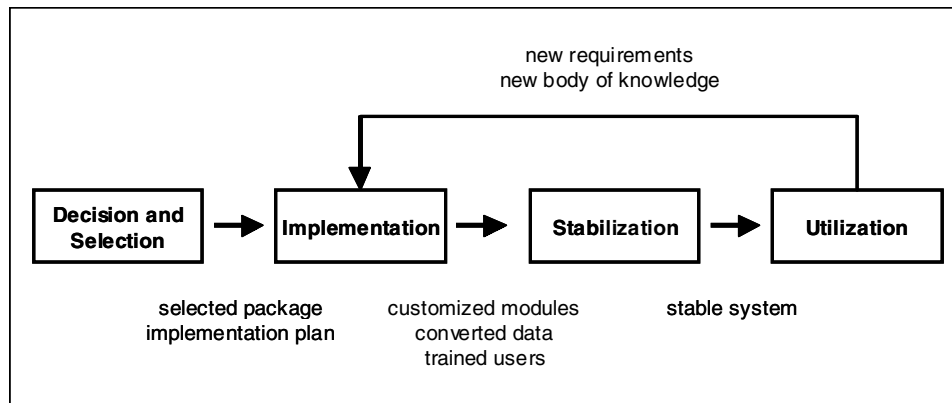 new requirements
new body of knowledge
Decision and
Selection
Implementation
Stabilization
Utilization
selected package
implementation plan
customized modules
converted data
trained users
stable system